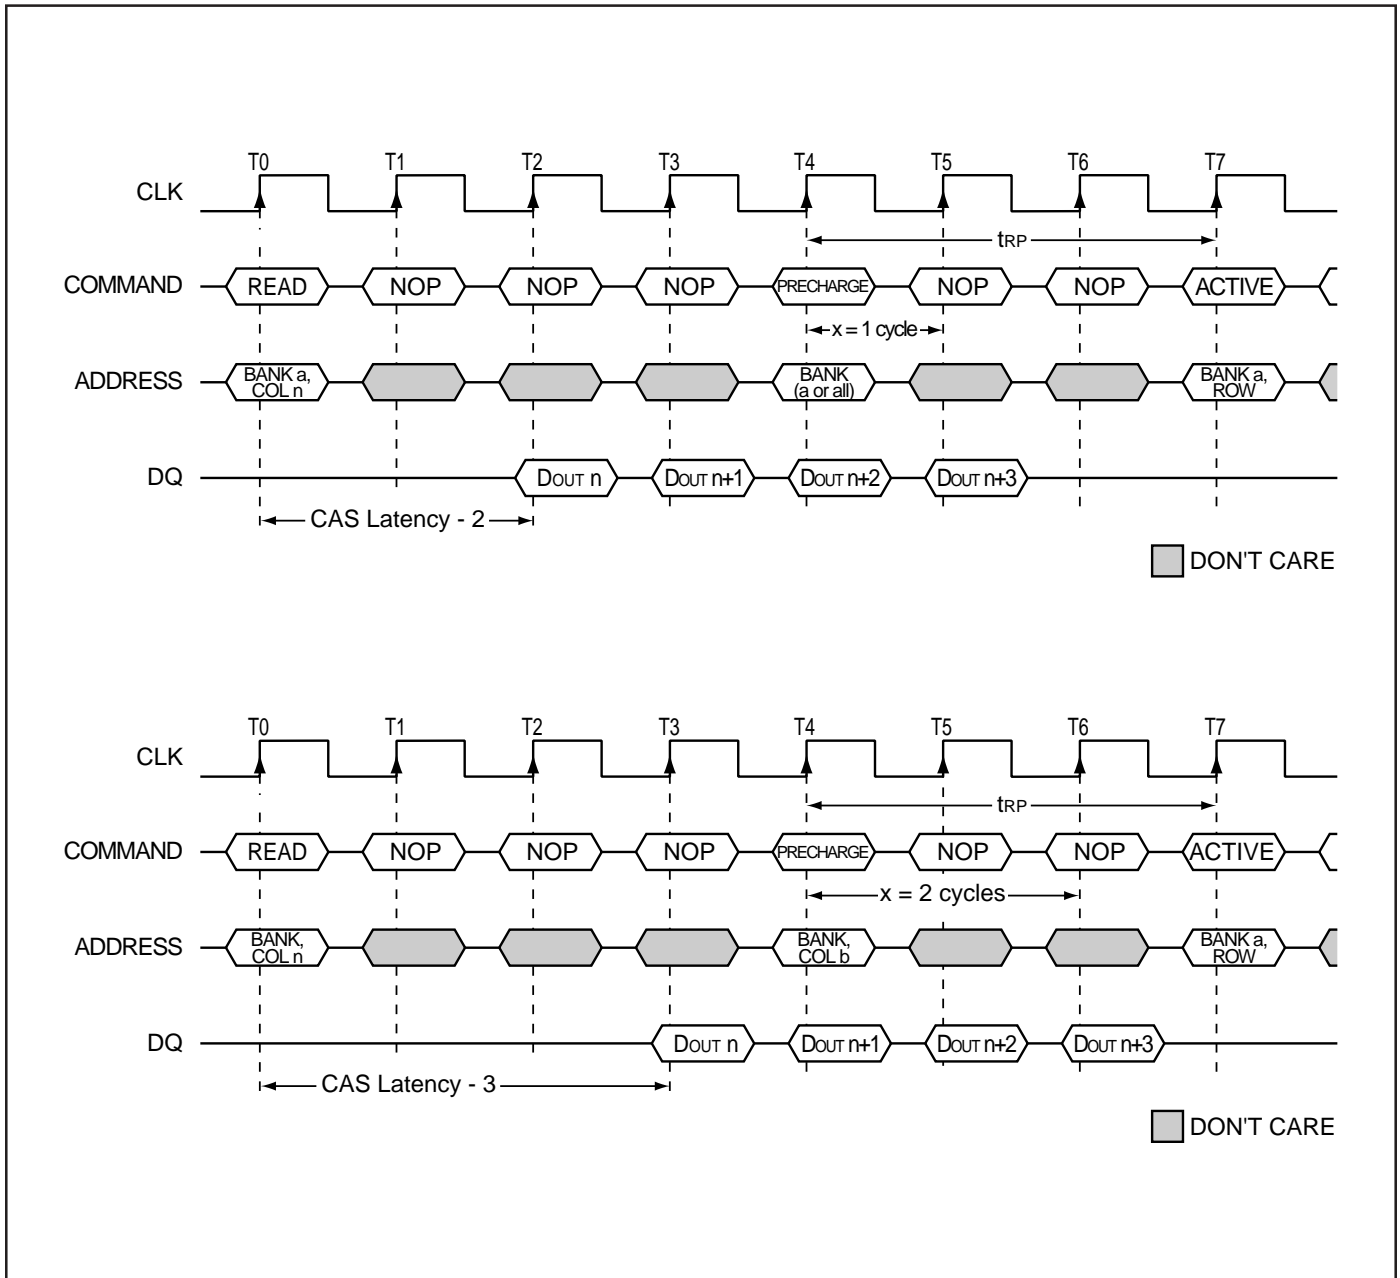 T0 T1 T2 T3 T4 T5 T6 T7
CLK
tRP
COMMAND READ NOP NOP NOP PRECHARGE NOP NOP ACTIVE
x = 1 cycle
ADDRESS BANK a, COL n BANK (a or all) BANK a, ROW
DQ DOUT n DOUT n+1 DOUT n+2 DOUT n+3
CAS Latency - 2
DON'T CARE
T0 T1 T2 T3 T4 T5 T6 T7
CLK
tRP
COMMAND READ NOP NOP NOP PRECHARGE NOP NOP ACTIVE
x = 2 cycles
ADDRESS BANK, COL n BANK, COL b BANK a, ROW
DQ DOUT n DOUT n+1 DOUT n+2 DOUT n+3
CAS Latency - 3
DON'T CARE